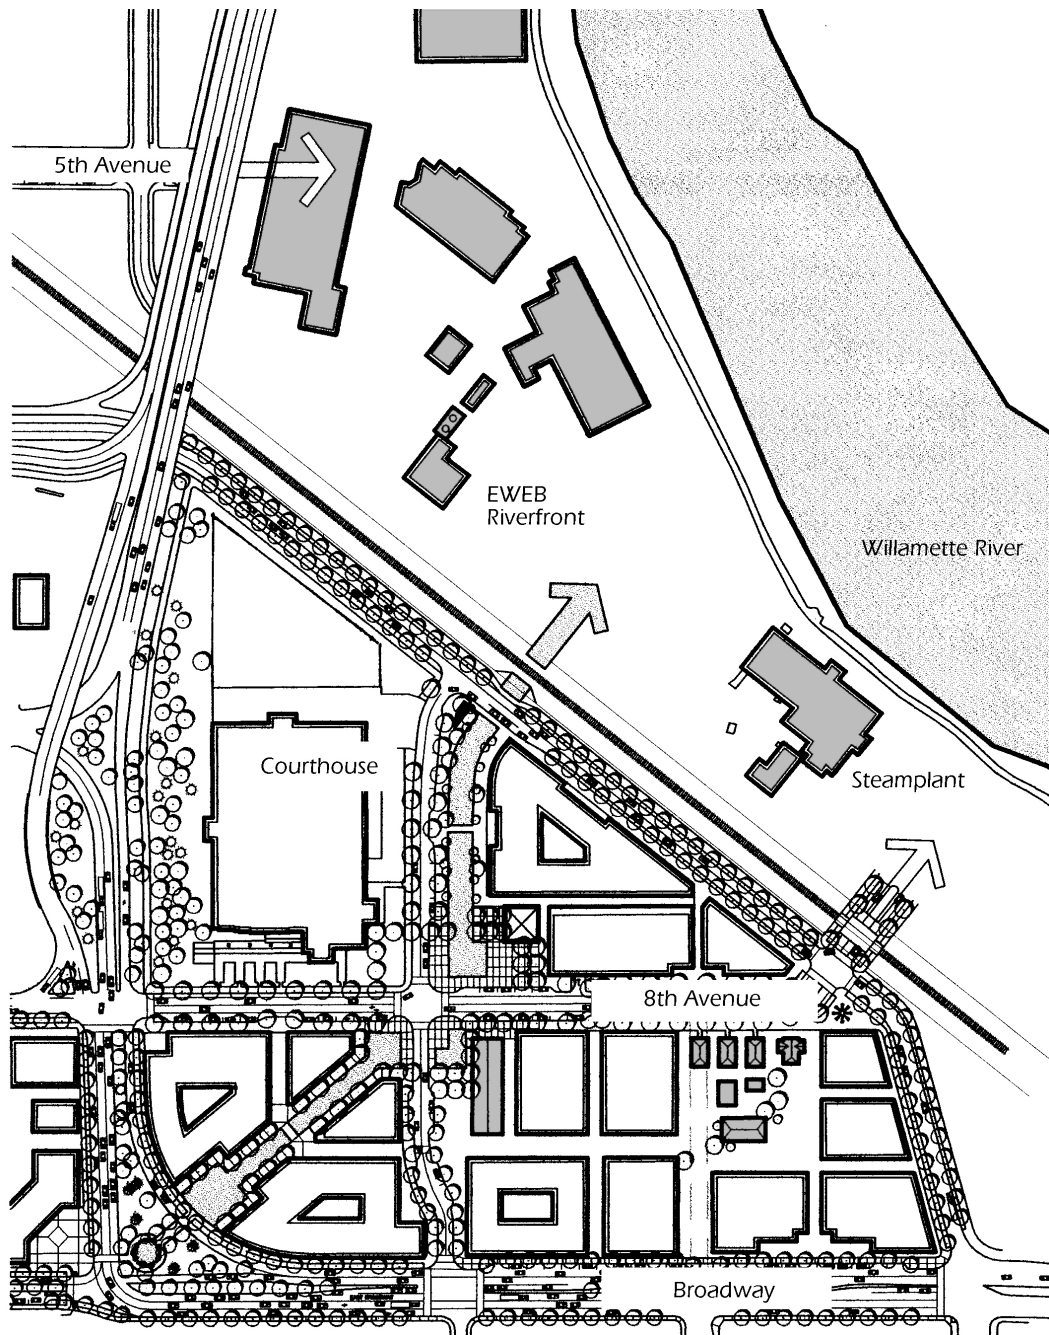 5th Avenue
EWEB
Riverfront
Willamette River
Courthouse
Steamplant
8th Avenue
Broadway